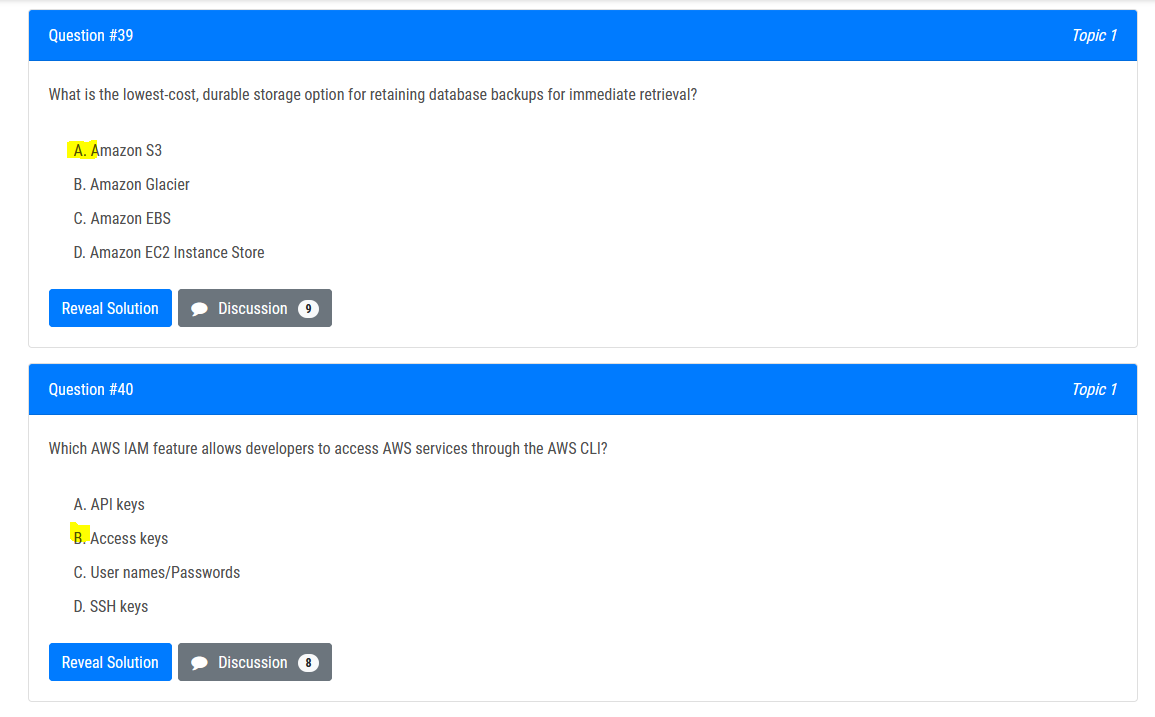 Question #39
Topic 1
What is the lowest-cost, durable storage option for retaining database backups for immediate retrieval?
A. Amazon S3
B. Amazon Glacier
C. Amazon EBS
D. Amazon EC2 Instance Store
Reveal Solution
Discussion 9
Question #40
Topic 1
Which AWS IAM feature allows developers to access AWS services through the AWS CLI?
A. API keys
B. Access keys
C. User names/Passwords
D. SSH keys
Reveal Solution
Discussion 8